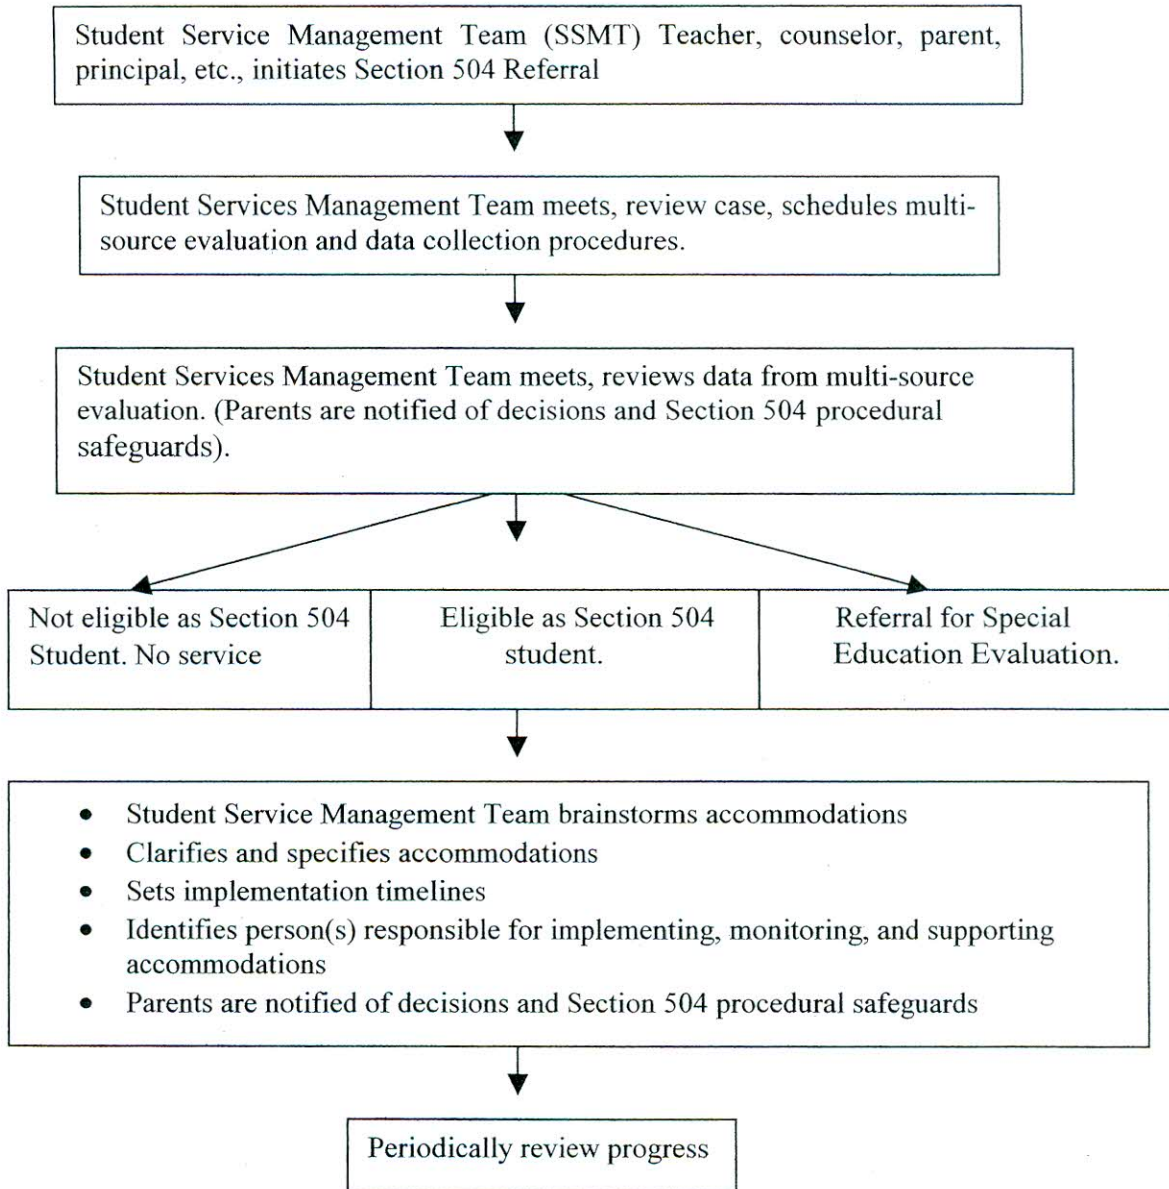 Student Service Management Team (SSMT) Teacher, counselor, parent,
principal, etc., initiates Section 504 Referral
Student Services Management Team meets, review case, schedules multi-
source evaluation and data collection procedures.
Student Services Management Team meets, reviews data from multi-source
evaluation. (Parents are notified of decisions and Section 504 procedural
safeguards).
Not eligible as Section 504
Student. No service
Eligible as Section 504
student.
Referral for Special
Education Evaluation.
• Student Service Management Team brainstorms accommodations
• Clarifies and specifies accommodations
• Sets implementation timelines
• Identifies person(s) responsible for implementing, monitoring, and supporting
accommodations
• Parents are notified of decisions and Section 504 procedural safeguards
Periodically review progress